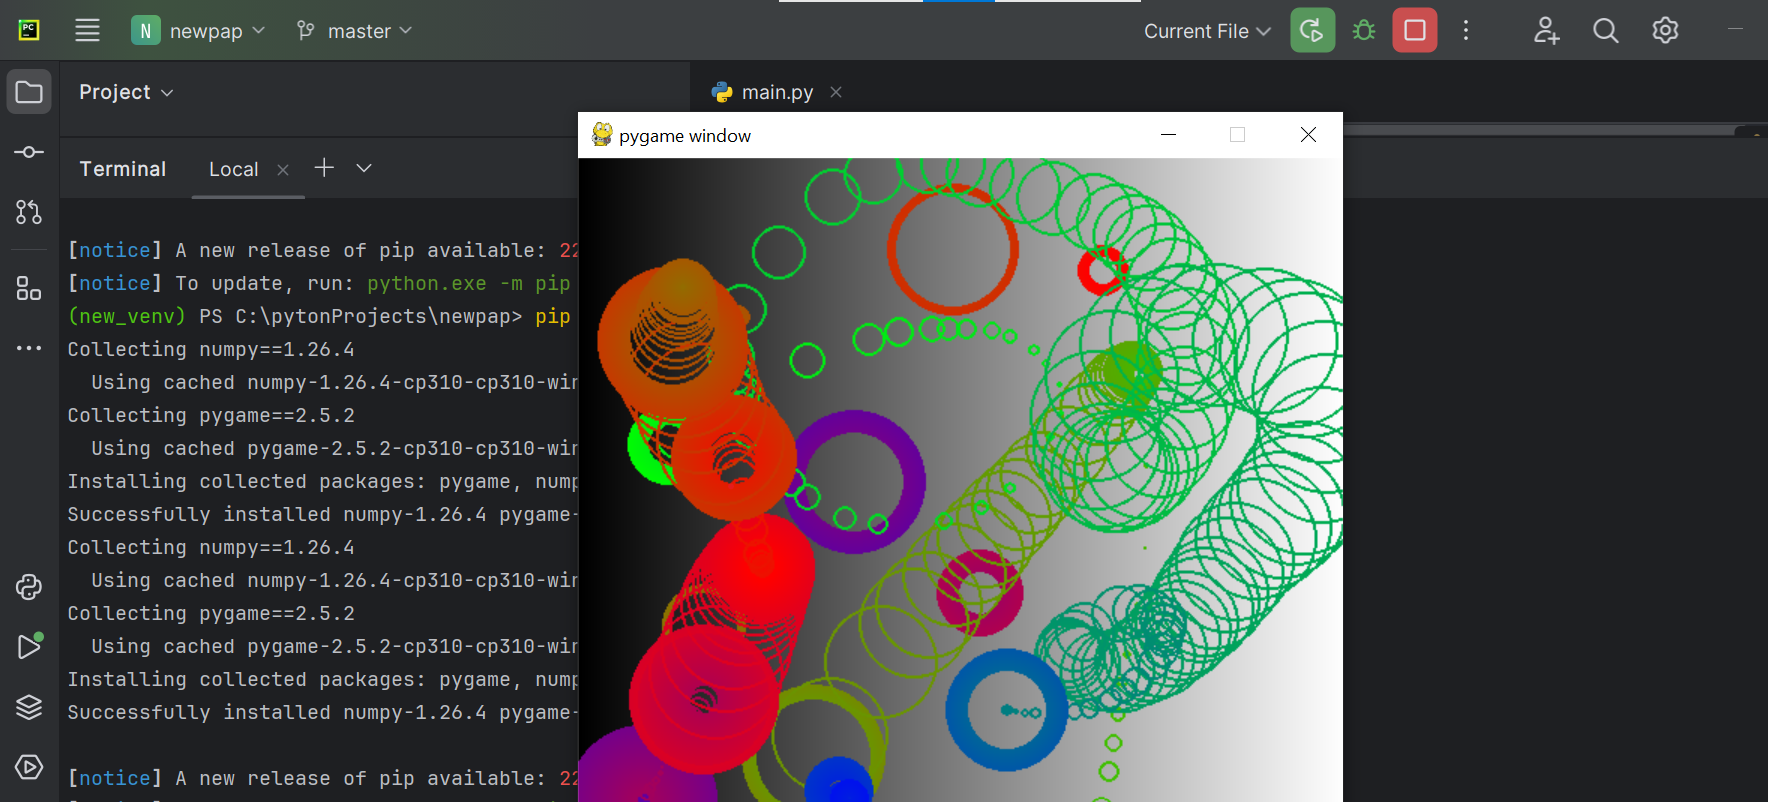 PC
N newpap master Current File
Project main.py
pygame window
Terminal Local
[notice] A new release of pip available: 22
[notice] To update, run: python.exe -m pip
(new_venv) PS C:\pytonProjects\newpap> pip
Collecting numpy==1.26.4
Using cached numpy-1.26.4-cp310-cp310-win
Collecting pygame==2.5.2
Using cached pygame-2.5.2-cp310-cp310-win
Installing collected packages: pygame, nump
Successfully installed numpy-1.26.4 pygame-
Collecting numpy==1.26.4
Using cached numpy-1.26.4-cp310-cp310-win
Collecting pygame==2.5.2
Using cached pygame-2.5.2-cp310-cp310-win
Installing collected packages: pygame, nump
Successfully installed numpy-1.26.4 pygame-
[notice] A new release of pip available: 22